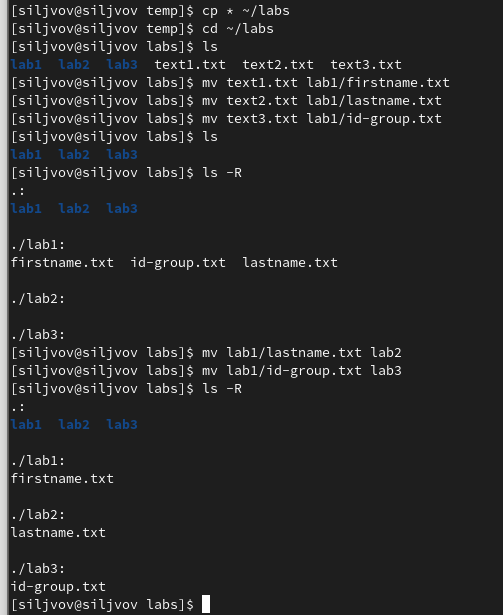 [siljvov@siljvov temp]$ cp * ~/labs
[siljvov@siljvov temp]$ cd ~/labs
[siljvov@siljvov labs]$ ls
lab1  lab2  lab3  text1.txt  text2.txt  text3.txt
[siljvov@siljvov labs]$ mv text1.txt lab1/firstname.txt
[siljvov@siljvov labs]$ mv text2.txt lab1/lastname.txt
[siljvov@siljvov labs]$ mv text3.txt lab1/id-group.txt
[siljvov@siljvov labs]$ ls
lab1  lab2  lab3
[siljvov@siljvov labs]$ ls -R
.:
lab1  lab2  lab3

./lab1:
firstname.txt  id-group.txt  lastname.txt

./lab2:

./lab3:
[siljvov@siljvov labs]$ mv lab1/lastname.txt lab2
[siljvov@siljvov labs]$ mv lab1/id-group.txt lab3
[siljvov@siljvov labs]$ ls -R
.:
lab1  lab2  lab3

./lab1:
firstname.txt

./lab2:
lastname.txt

./lab3:
id-group.txt
[siljvov@siljvov labs]$